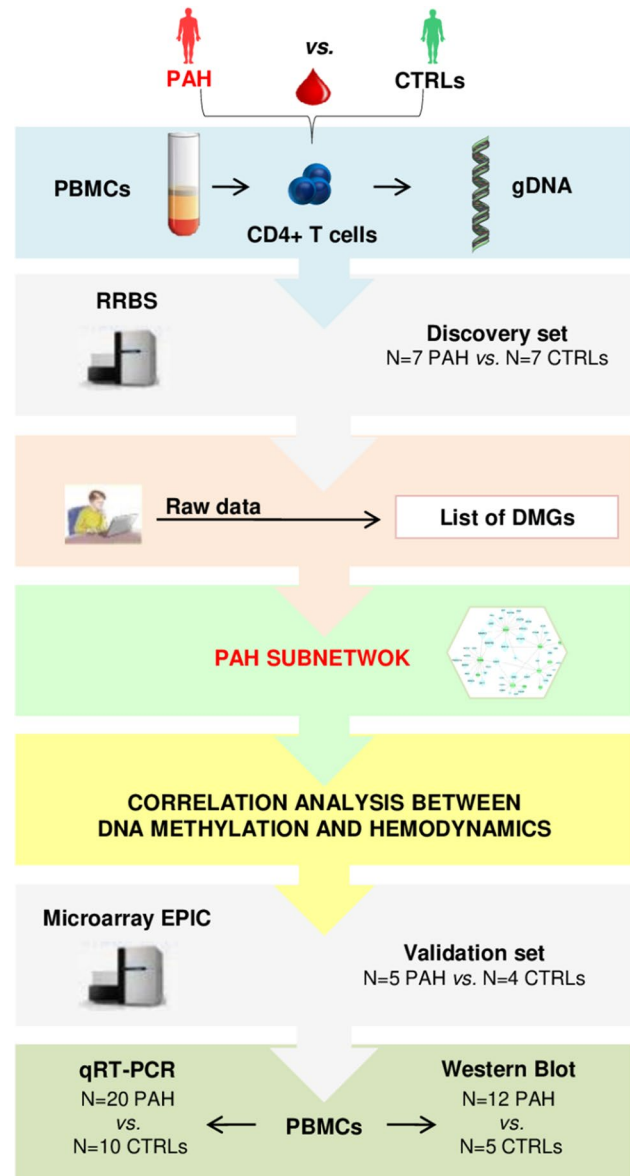 vs.
PAH
CTRLs
PBMCs
CD4+ T cells
gDNA
RRBS
Discovery set
N=7 PAH vs. N=7 CTRLs
Raw data
List of DMGs
PAH SUBNETWOK
CORRELATION ANALYSIS BETWEEN
DNA METHYLATION AND HEMODYNAMICS
Microarray EPIC
Validation set
N=5 PAH vs. N=4 CTRLs
qRT-PCR
N=20 PAH
vs.
N=10 CTRLs
PBMCs
Western Blot
N=12 PAH
vs.
N=5 CTRLs